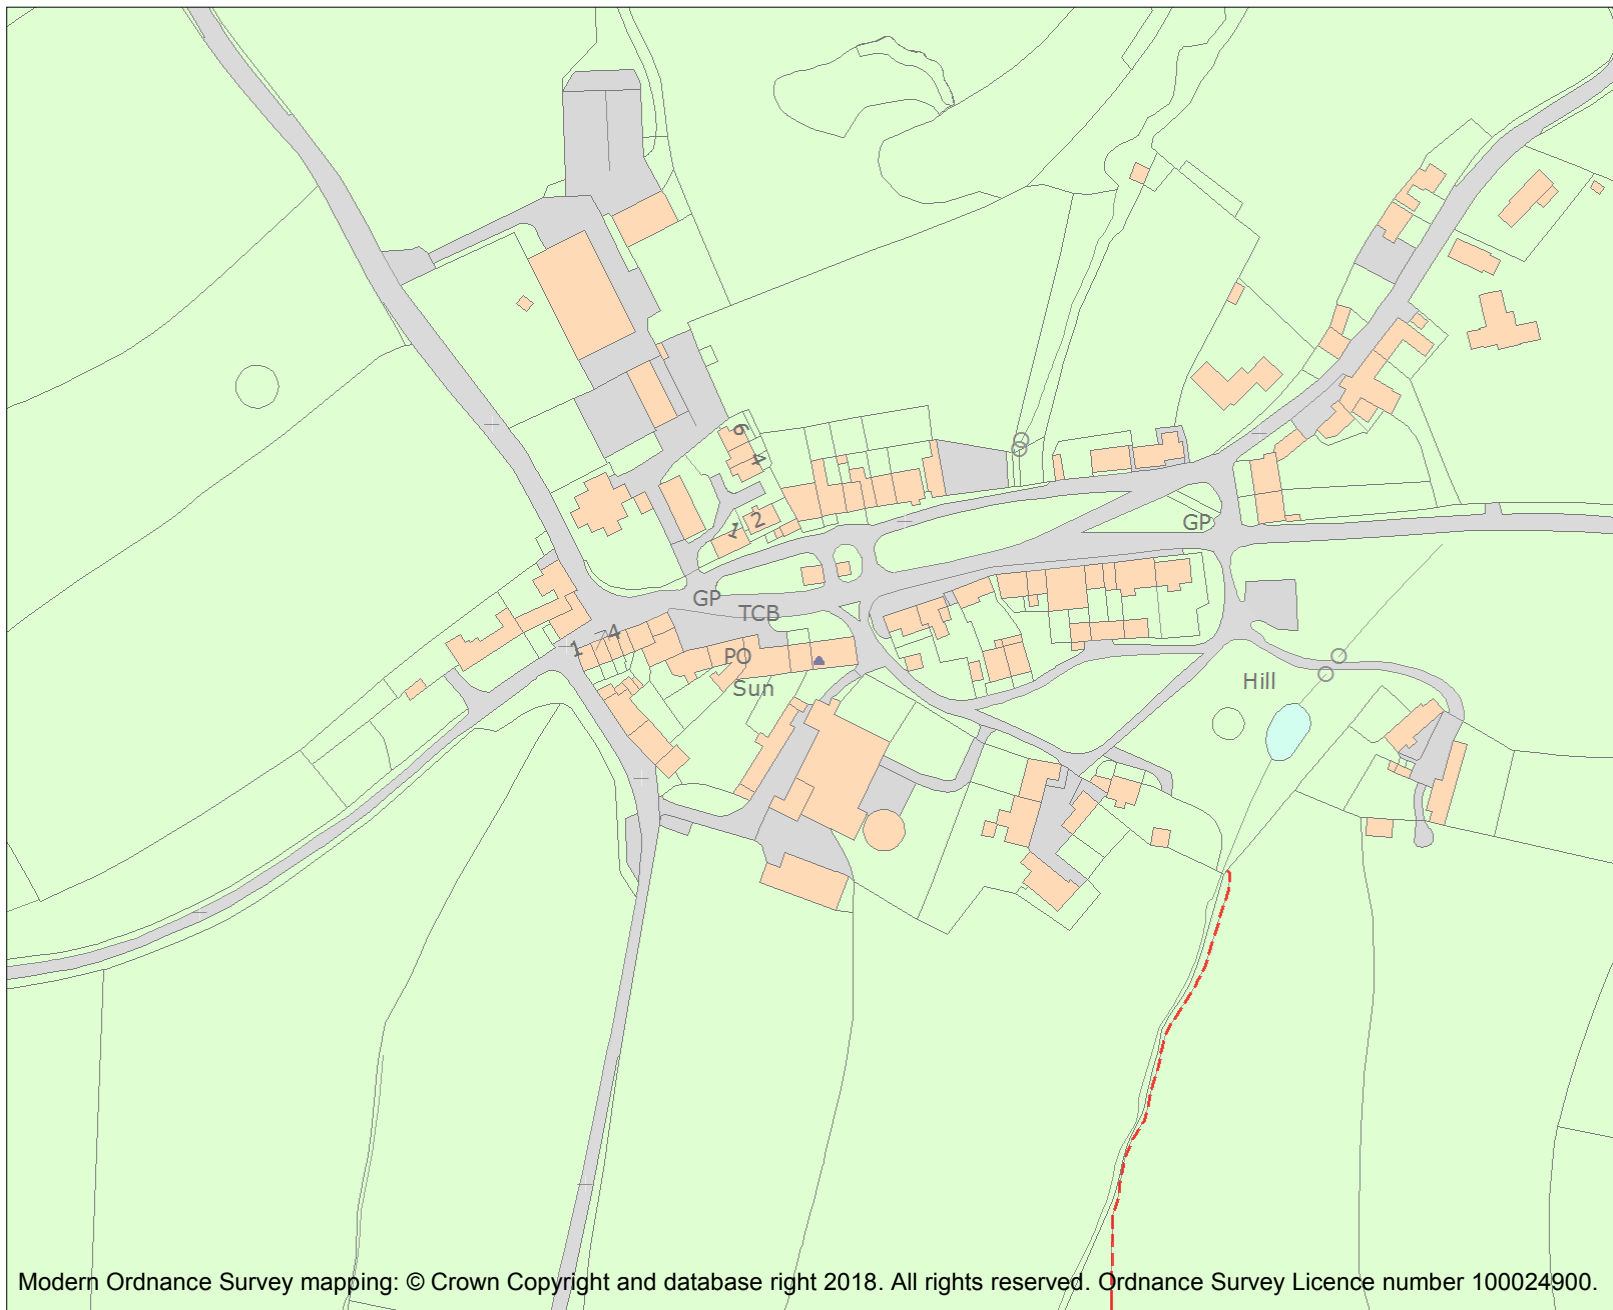 6
4
2
1
GP
GP
TCB
4
1
PO
Sun
Hill
Modern Ordnance Survey mapping: © Crown Copyright and database right 2018. All rights reserved. Ordnance Survey Licence number 100024900.